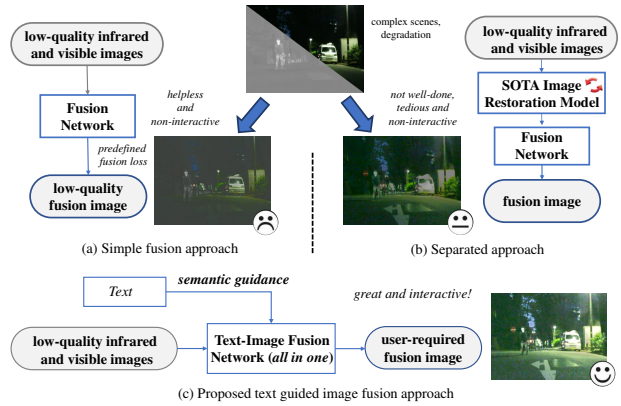 low-quality infrared
and visible images
Fusion
Network
predefined
fusion loss
low-quality
fusion image
helpless
and
non-interactive
(a) Simple fusion approach
complex scenes,
degradation
not well-done,
tedious and
non-interactive
low-quality infrared
and visible images
SOTA Image
Restoration Model
Fusion
Network
fusion image
(b) Separated approach
Text
semantic guidance
low-quality infrared
and visible images
Text-Image Fusion
Network (all in one)
user-required
fusion image
great and interactive!
(c) Proposed text guided image fusion approach